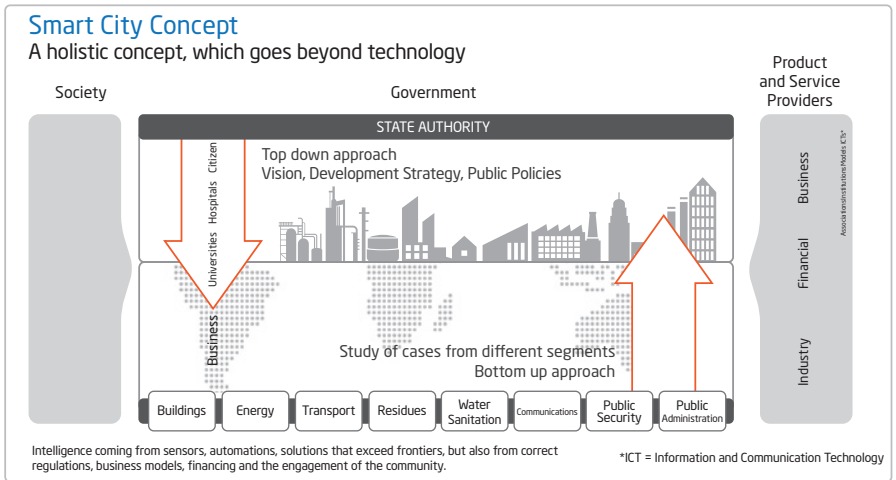 Smart City Concept
A holistic concept, which goes beyond technology
Society
Government
Product
and Service
Providers
STATE AUTHORITY
Top down approach
Vision, Development Strategy, Public Policies
Citizen
Hospitals
Universities
Business
Business
Financial
Industry
AssociationsInstitutionsModels ICTs*
Study of cases from different segments
Bottom up approach
Buildings
Energy
Transport
Residues
Water
Sanitation
Communications
Public
Security
Public
Administration
Intelligence coming from sensors, automations, solutions that exceed frontiers, but also from correct
regulations, business models, financing and the engagement of the community.
*ICT = Information and Communication Technology